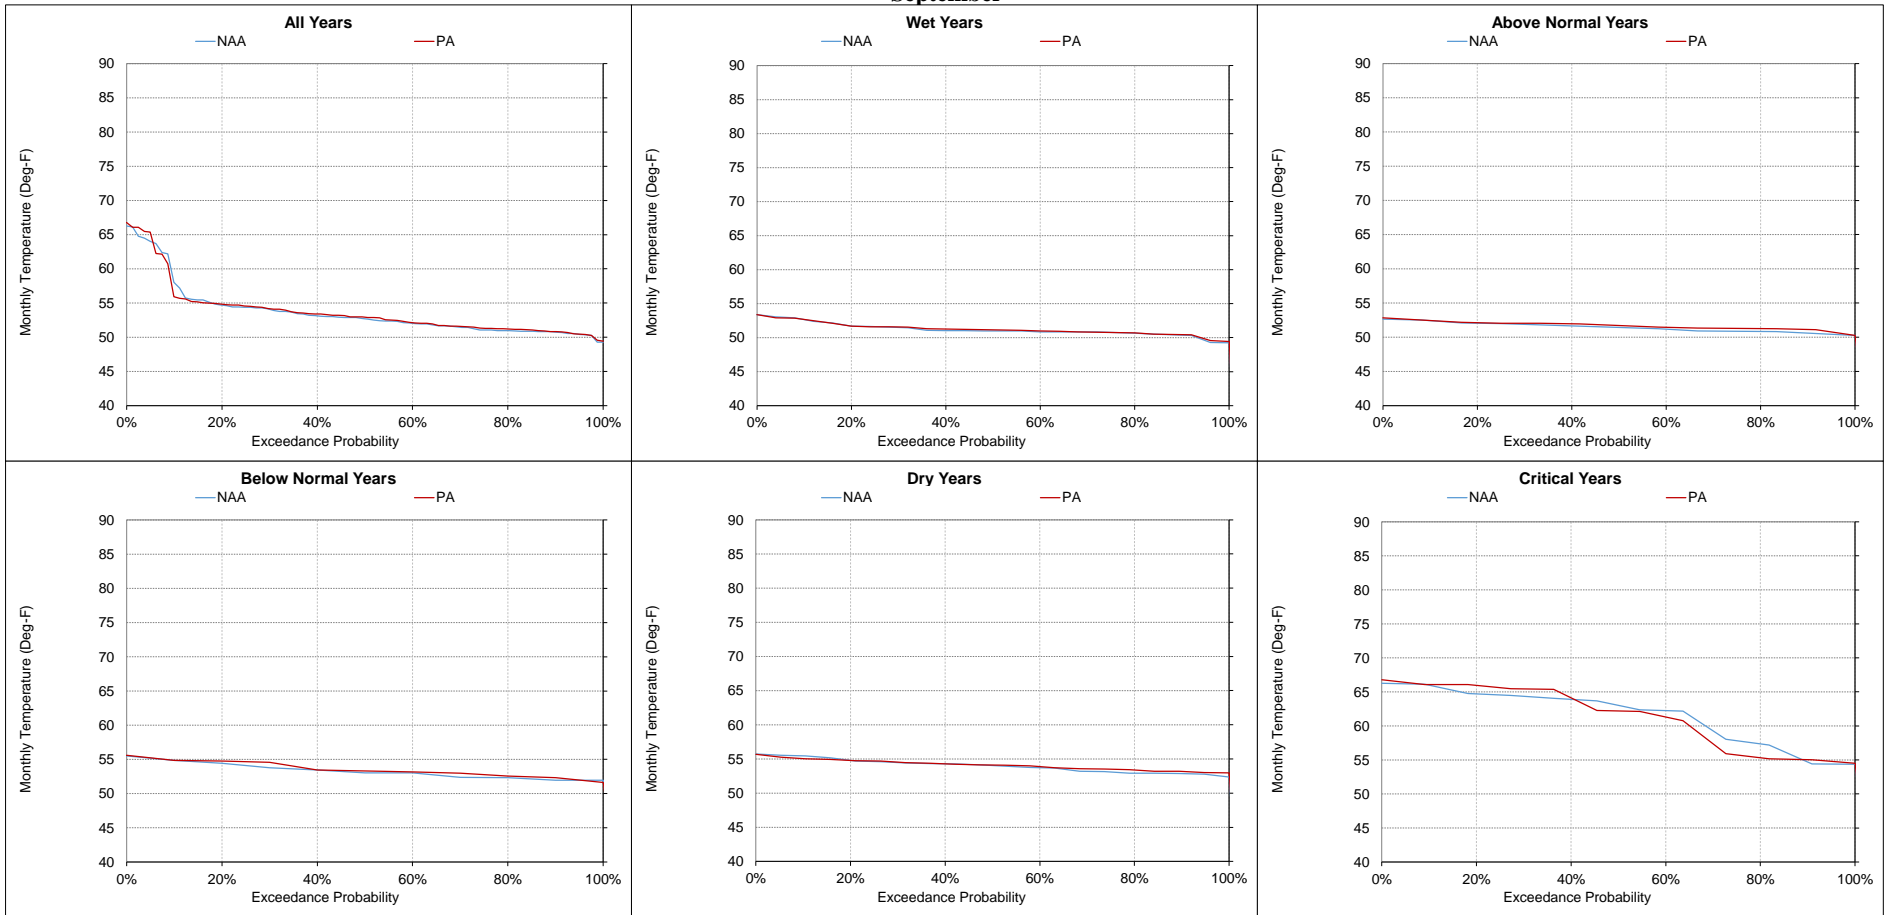 September
All Years
NAA PA
Monthly Temperature (Deg-F)
90
85
80
75
70
65
60
55
50
45
40
0% 20% 40% 60% 80% 100%
Exceedance Probability
Wet Years
NAA PA
Monthly Temperature (Deg-F)
90
85
80
75
70
65
60
55
50
45
40
0% 20% 40% 60% 80% 100%
Exceedance Probability
Above Normal Years
NAA PA
Monthly Temperature (Deg-F)
90
85
80
75
70
65
60
55
50
45
40
0% 20% 40% 60% 80% 100%
Exceedance Probability
Below Normal Years
NAA PA
Monthly Temperature (Deg-F)
90
85
80
75
70
65
60
55
50
45
40
0% 20% 40% 60% 80% 100%
Exceedance Probability
Dry Years
NAA PA
Monthly Temperature (Deg-F)
90
85
80
75
70
65
60
55
50
45
40
0% 20% 40% 60% 80% 100%
Exceedance Probability
Critical Years
NAA PA
Monthly Temperature (Deg-F)
90
85
80
75
70
65
60
55
50
45
40
0% 20% 40% 60% 80% 100%
Exceedance Probability